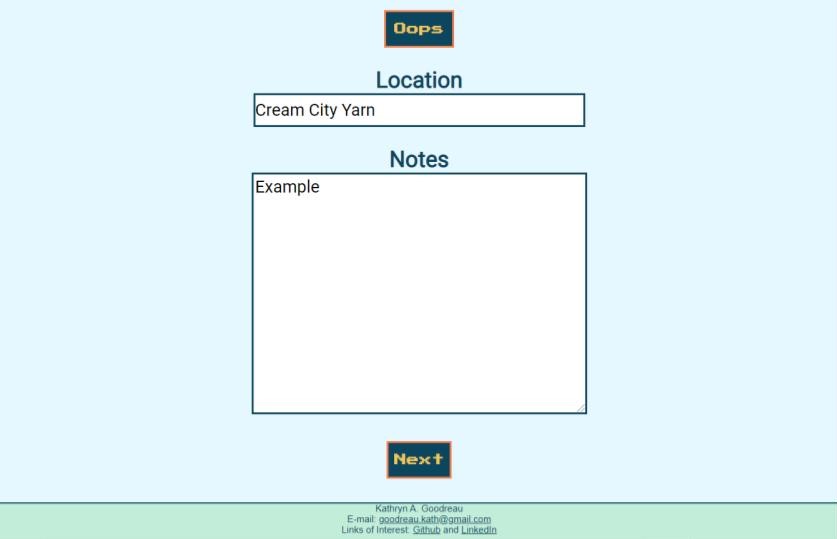 Oops
Location
Cream City Yarn
Notes
Example
Next
Kathryn A. Goodreau
E-mail: goodreau.kath@gmail.com
Links of Interest: Github and LinkedIn